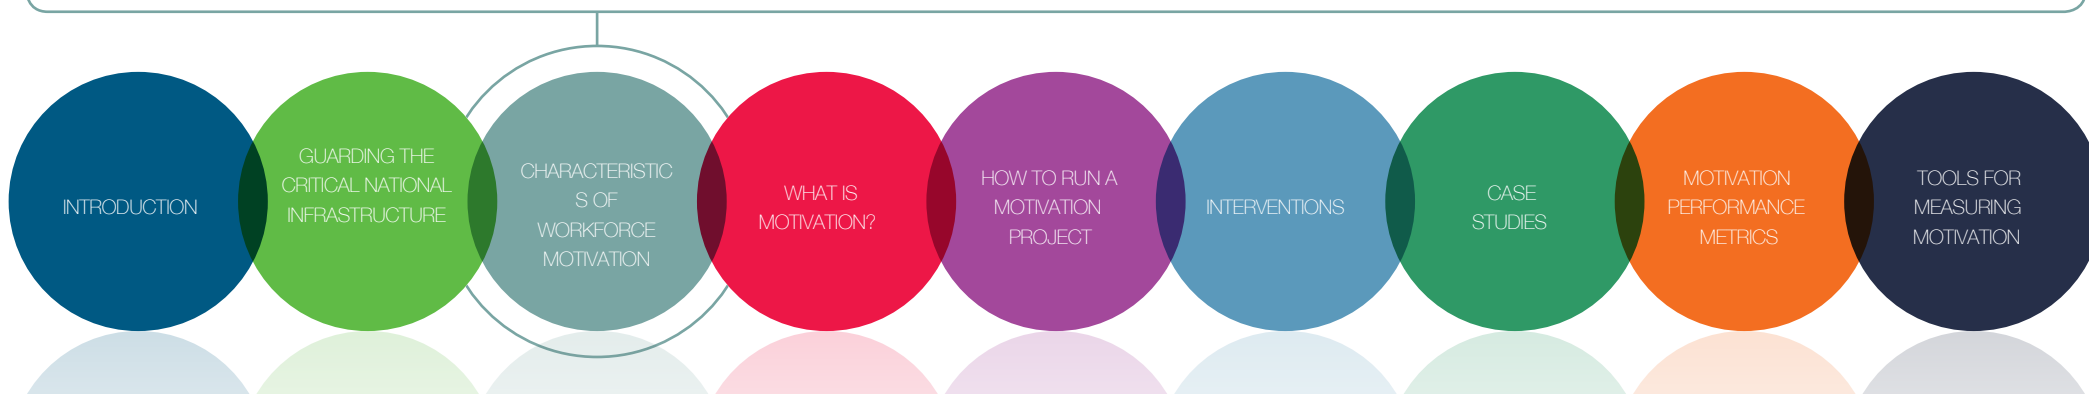 INTRODUCTION
GUARDING THE
CRITICAL NATIONAL
INFRASTRUCTURE
CHARACTERISTIC
S OF
WORKFORCE
MOTIVATION
WHAT IS
MOTIVATION?
HOW TO RUN A
MOTIVATION
PROJECT
INTERVENTIONS
CASE
STUDIES
MOTIVATION
PERFORMANCE
METRICS
TOOLS FOR
MEASURING
MOTIVATION